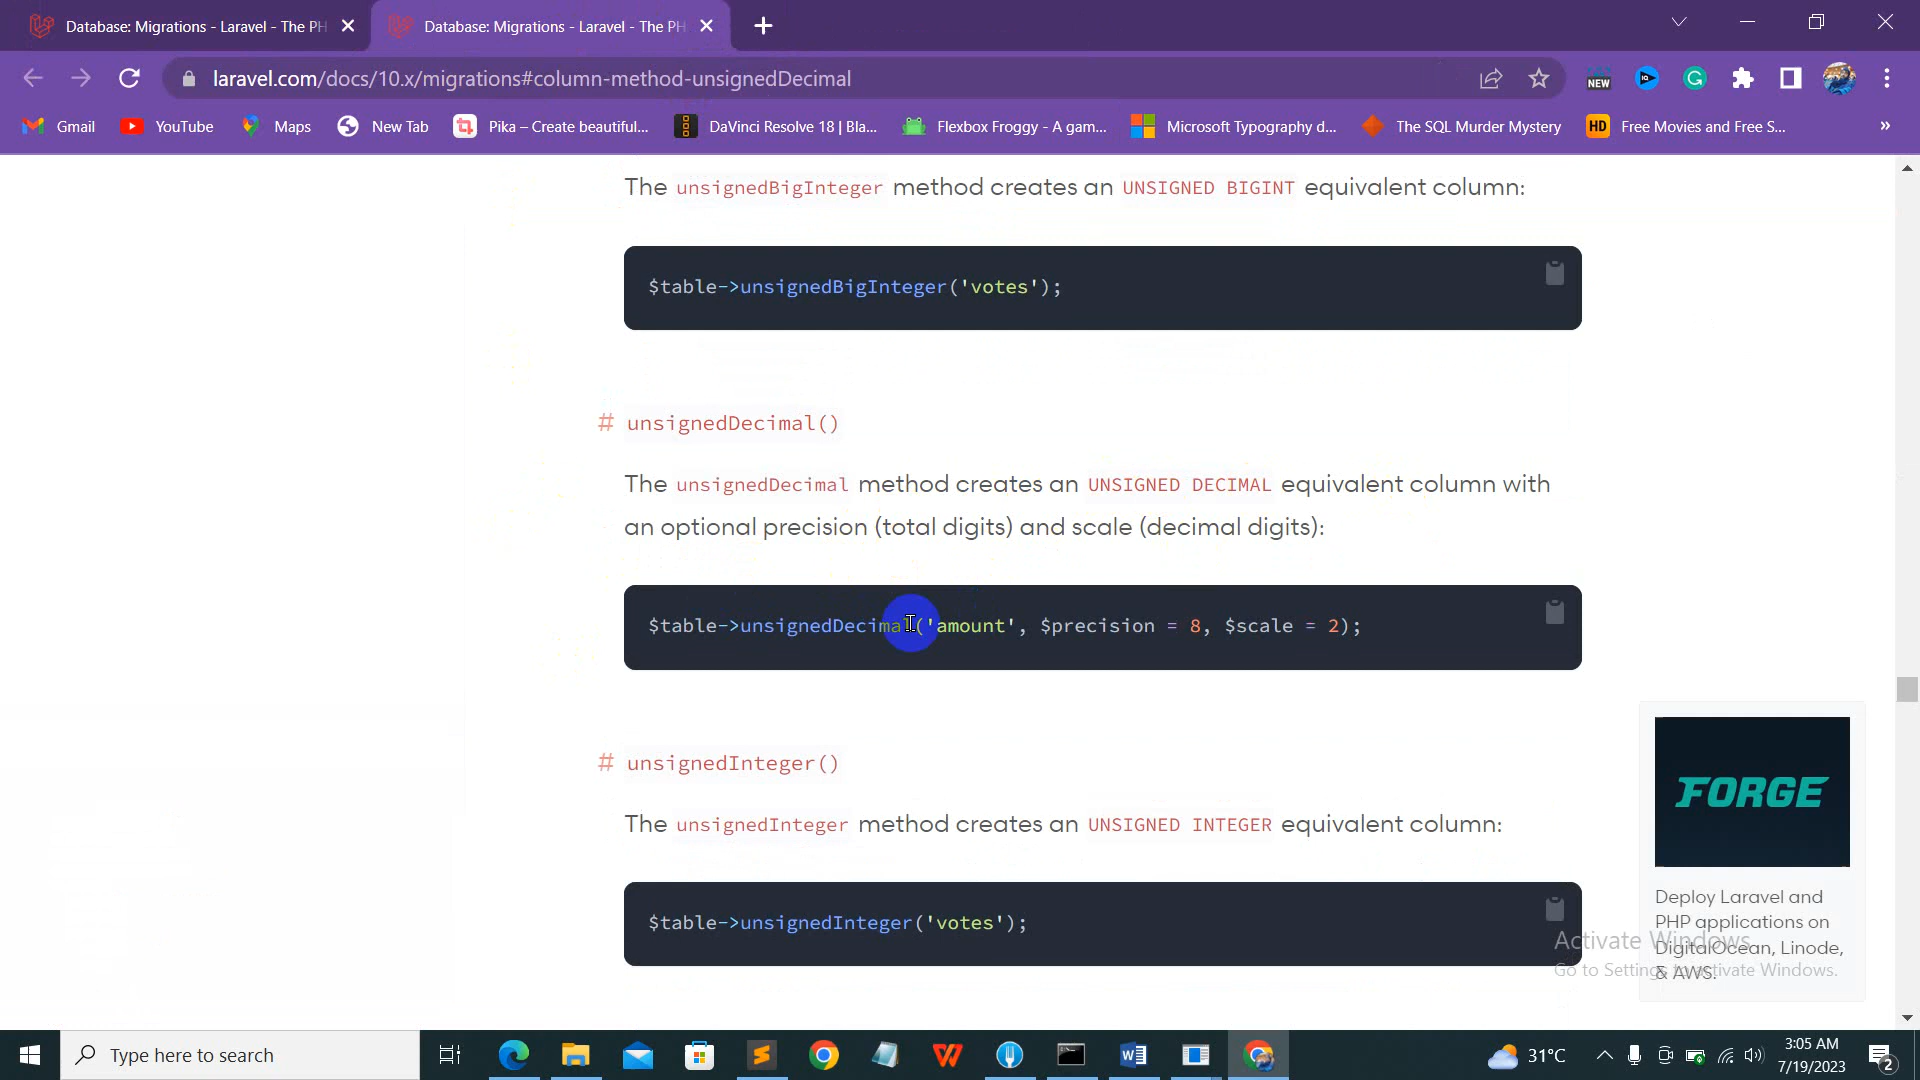 Database: Migrations - Laravel - The PH
Database: Migrations - Laravel - The PH
laravel.com/docs/10.x/migrations#column-method-unsignedDecimal
NEW
Gmail
YouTube
Maps
New Tab
Pika – Create beautiful...
DaVinci Resolve 18 | Bla...
Flexbox Froggy - A gam...
Microsoft Typography d...
The SQL Murder Mystery
HD
Free Movies and Free S...
»
The unsignedBigInteger method creates an UNSIGNED BIGINT equivalent column:
$table->unsignedBigInteger('votes');
# unsignedDecimal()
The unsignedDecimal method creates an UNSIGNED DECIMAL equivalent column with
an optional precision (total digits) and scale (decimal digits):
$table->unsignedDecimal('amount', $precision = 8, $scale = 2);
# unsignedInteger()
The unsignedInteger method creates an UNSIGNED INTEGER equivalent column:
$table->unsignedInteger('votes');
FORGE
Deploy Laravel and
PHP applications on
DigitalOcean, Linode,
& AWS.
Activate Windows
Go to Settings to activate Windows.
Type here to search
31°C
3:05 AM
7/19/2023
2